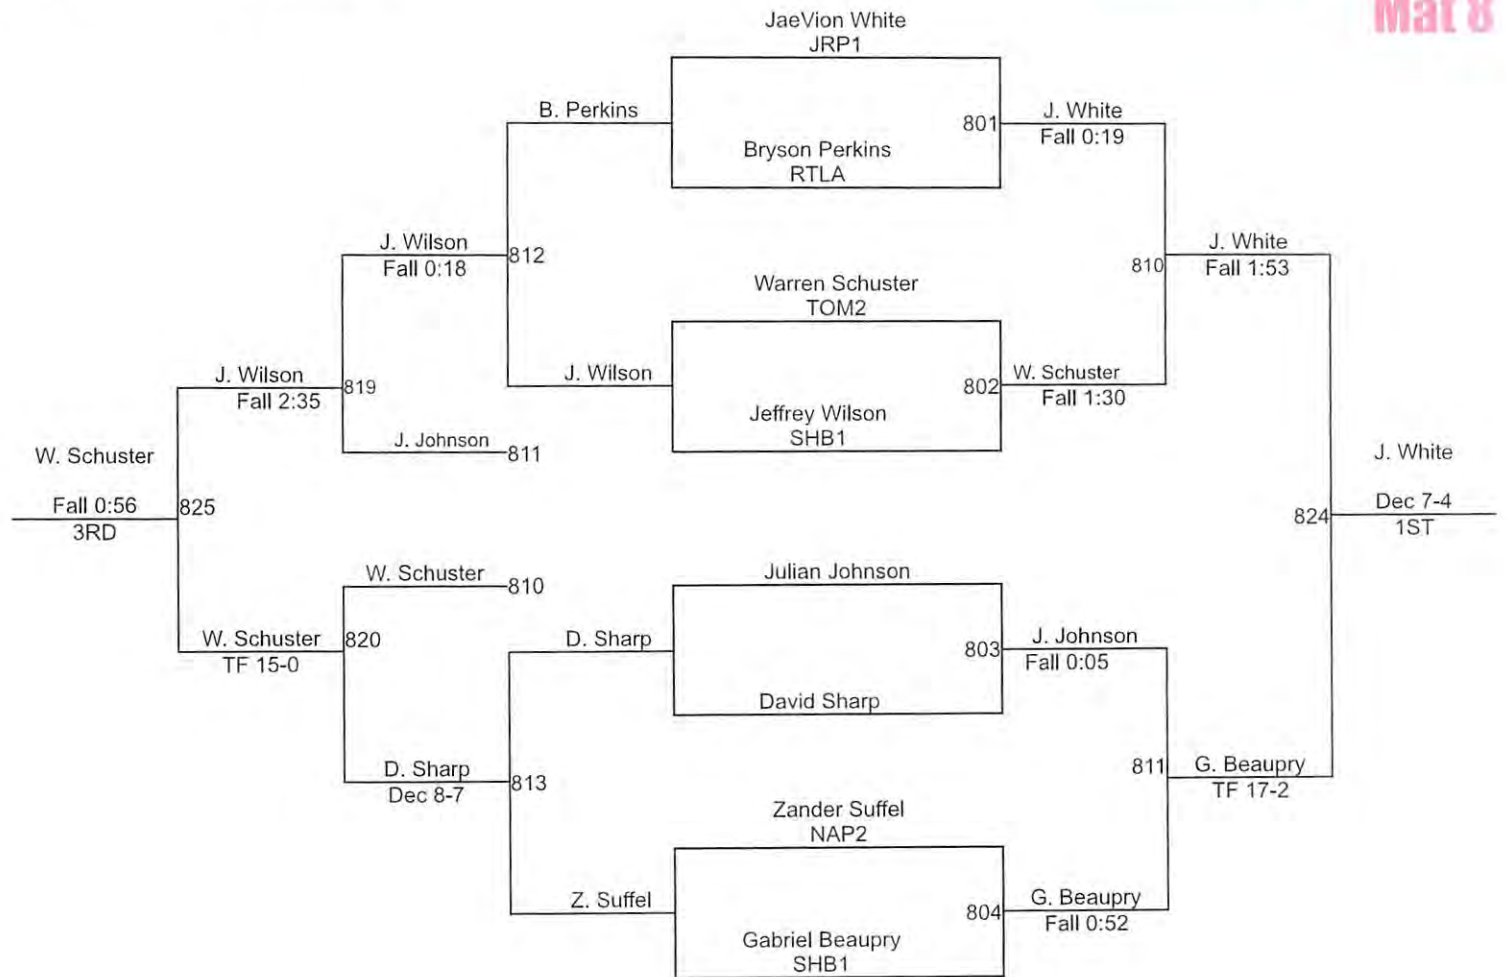 Mat 8
JaeVion White
JRP1
B. Perkins
801
J. White
Fall 0:19
Bryson Perkins
RTLA
J. Wilson
Fall 0:18
812
Warren Schuster
TOM2
810
J. White
Fall 1:53
J. Wilson
Fall 2:35
819
J. Wilson
802
W. Schuster
Fall 1:30
Jeffrey Wilson
SHB1
J. Johnson
811
W. Schuster
Fall 0:56
3RD
825
J. White
824
Dec 7-4
1ST
W. Schuster
810
Julian Johnson
W. Schuster
TF 15-0
820
D. Sharp
803
J. Johnson
Fall 0:05
David Sharp
D. Sharp
Dec 8-7
813
811
G. Beaupry
TF 17-2
Zander Suffel
NAP2
Z. Suffel
804
G. Beaupry
Fall 0:52
Gabriel Beaupry
SHB1